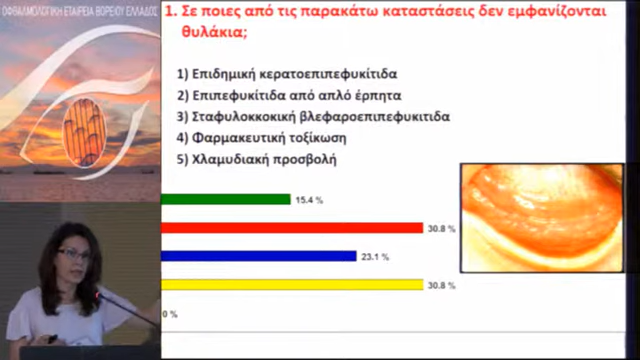 ΟΦΘΑΛΜΟΛΟΓΙΚΗ ΕΤΑΙΡΕΙΑ ΒΟΡΕΙΟΥ ΕΛΛΑΔΟΣ
1. Σε ποιες από τις παρακάτω καταστάσεις δεν εμφανίζονται
θυλάκια;
1) Επιδημική κερατοεπιπεφυκίτιδα
2) Επιπεφυκίτιδα από απλό έρπητα
3) Σταφυλοκκοκική βλεφαροεπιπεφυκιτιδα
4) Φαρμακευτική τοξίκωση
5) Χλαμυδιακή προσβολή
15.4 %
30.8 %
23.1 %
30.8 %
0 %